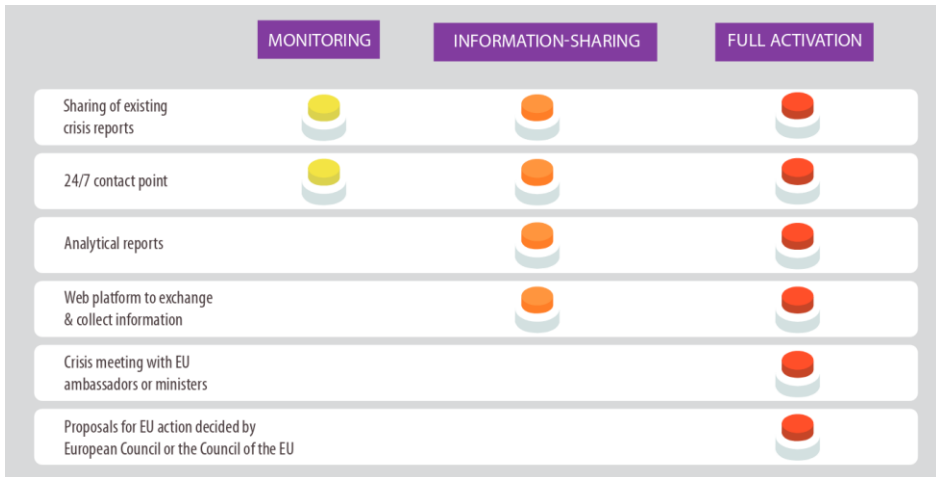 MONITORING
INFORMATION-SHARING
FULL ACTIVATION
Sharing of existing
crisis reports
24/7 contact point
Analytical reports
Web platform to exchange
& collect information
Crisis meeting with EU
ambassadors or ministers
Proposals for EU action decided by
European Council or the Council of the EU